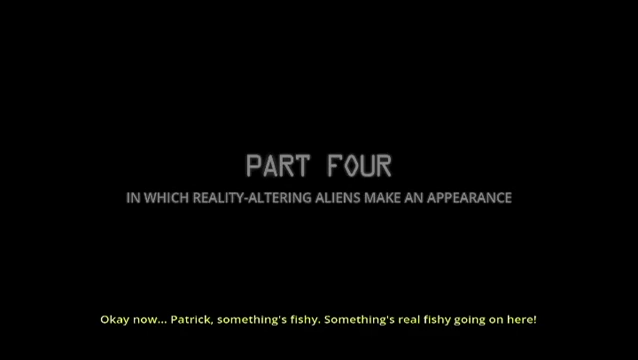 PART FOUR
IN WHICH REALITY-ALTERING ALIENS MAKE AN APPEARANCE
Okay now... Patrick, something's fishy. Something's real fishy going on here!